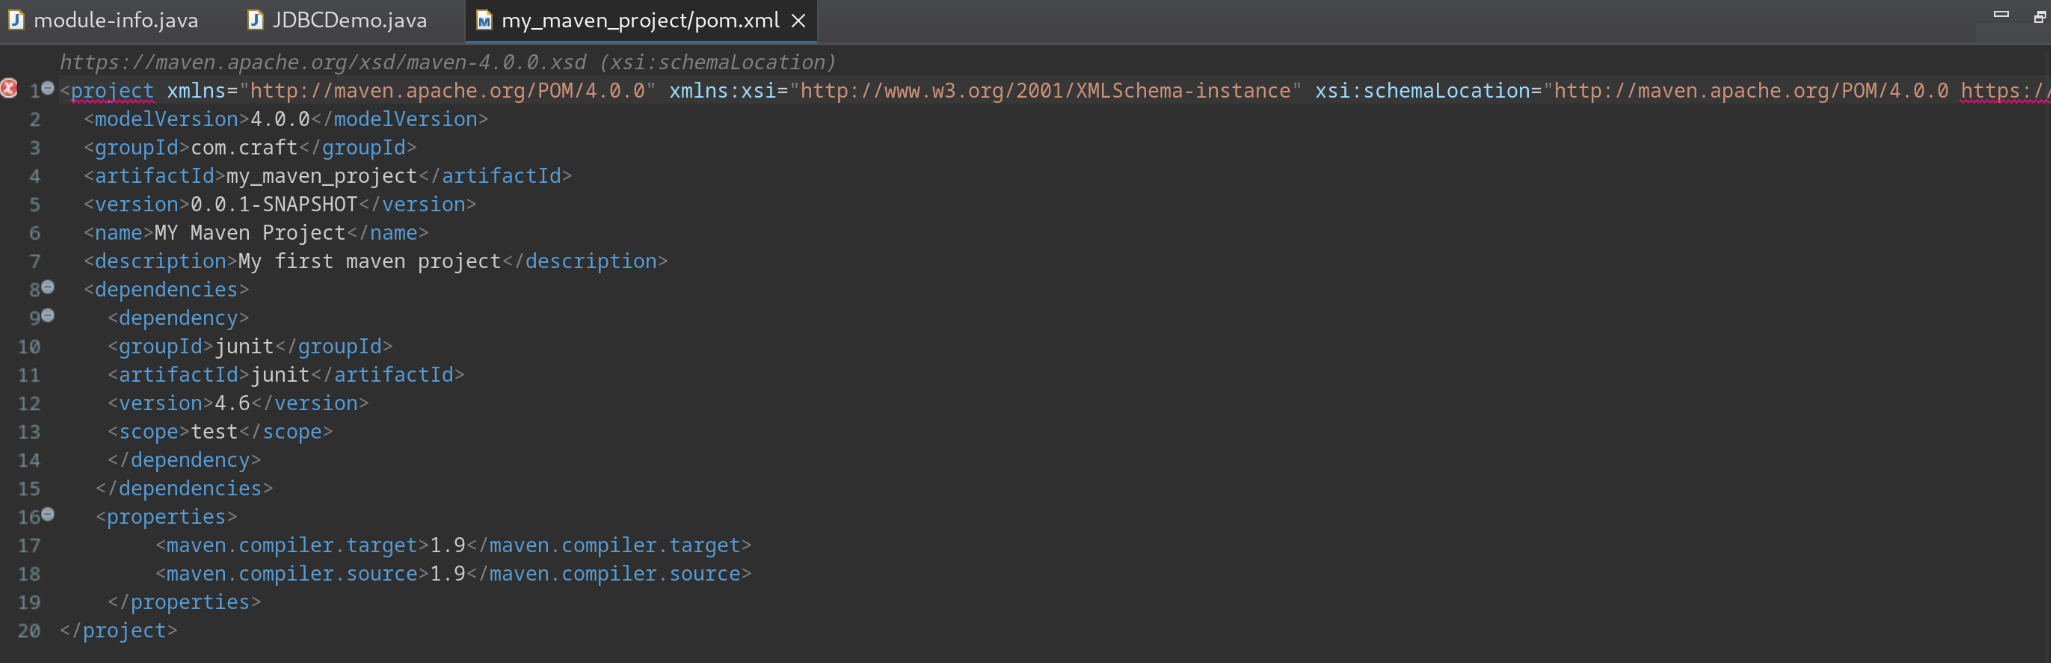 module-info.java JDBCDemo.java my_maven_project/pom.xml
https://maven.apache.org/xsd/maven-4.0.0.xsd (xsi:schemaLocation)
1 <project xmlns="http://maven.apache.org/POM/4.0.0" xmlns:xsi="http://www.w3.org/2001/XMLSchema-instance" xsi:schemaLocation="http://maven.apache.org/POM/4.0.0 https://
2 <modelVersion>4.0.0</modelVersion>
3 <groupId>com.craft</groupId>
4 <artifactId>my_maven_project</artifactId>
5 <version>0.0.1-SNAPSHOT</version>
6 <name>MY Maven Project</name>
7 <description>My first maven project</description>
8 <dependencies>
9 <dependency>
10 <groupId>junit</groupId>
11 <artifactId>junit</artifactId>
12 <version>4.6</version>
13 <scope>test</scope>
14 </dependency>
15 </dependencies>
16 <properties>
17 <maven.compiler.target>1.9</maven.compiler.target>
18 <maven.compiler.source>1.9</maven.compiler.source>
19 </properties>
20 </project>